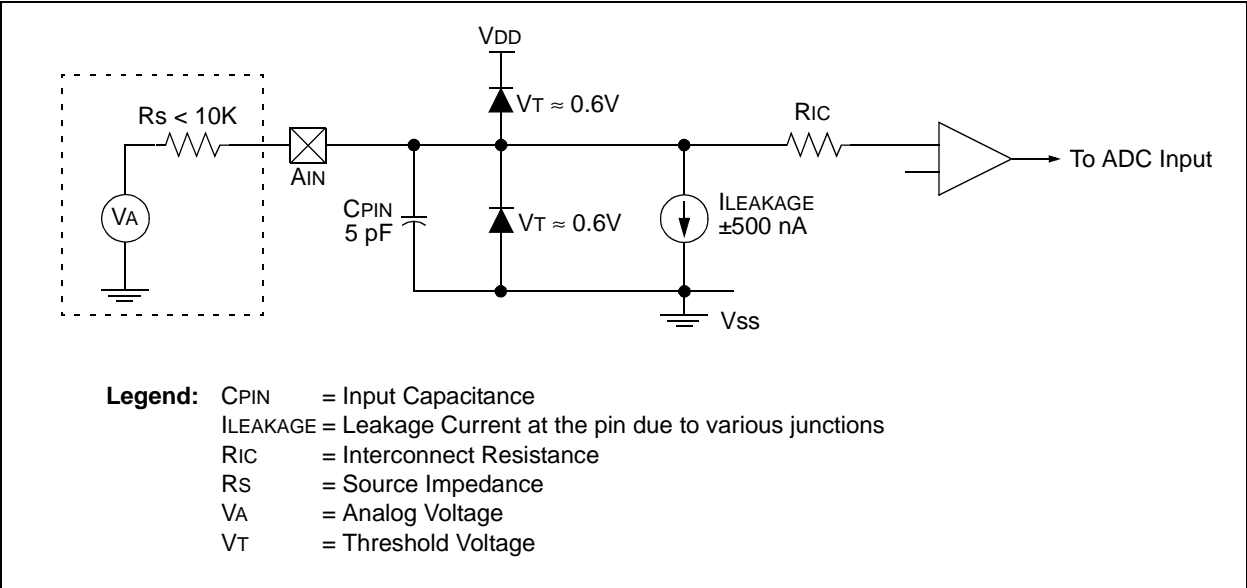 VDD
VT ≈ 0.6V
RS < 10K
RIC
AIN
To ADC Input
VA
CPIN
5 pF
VT ≈ 0.6V
ILEAKAGE
±500 nA
VSS
Legend: CPIN = Input Capacitance
ILEAKAGE = Leakage Current at the pin due to various junctions
RIC = Interconnect Resistance
RS = Source Impedance
VA = Analog Voltage
VT = Threshold Voltage